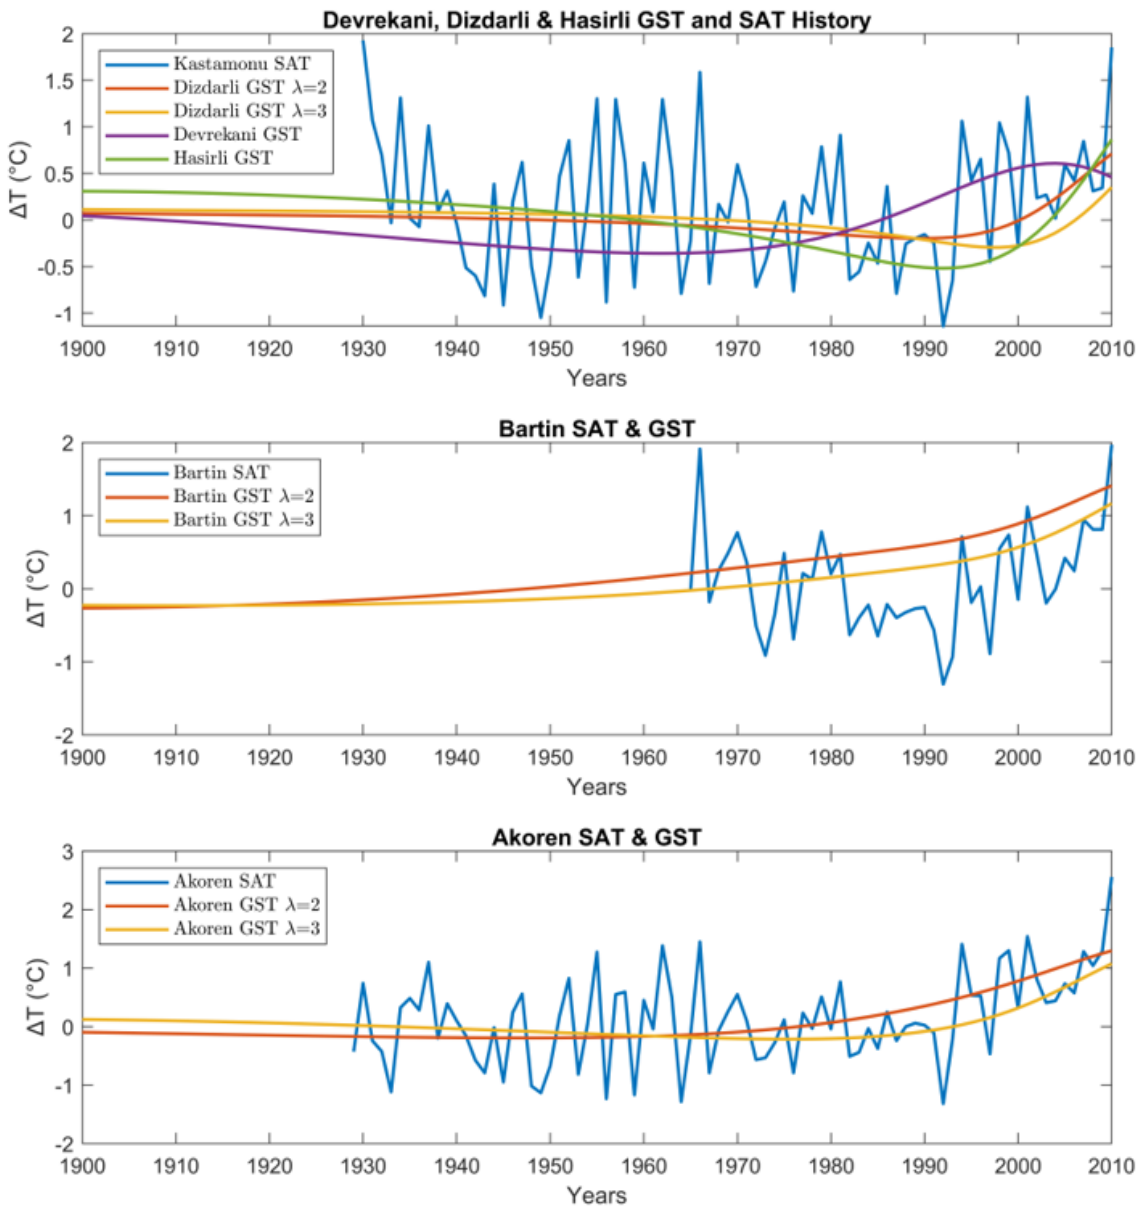 Devrekani, Dizdarli & Hasirli GST and SAT History
2
1.5
1
0.5
0
-0.5
-1
ΔT (°C)
Kastamonu SAT
Dizdarli GST λ=2
Dizdarli GST λ=3
Devrekani GST
Hasirli GST
1900 1910 1920 1930 1940 1950 1960 1970 1980 1990 2000 2010
Years
Bartin SAT & GST
2
1
0
-1
-2
ΔT (°C)
Bartin SAT
Bartin GST λ=2
Bartin GST λ=3
1900 1910 1920 1930 1940 1950 1960 1970 1980 1990 2000 2010
Years
Akoren SAT & GST
3
2
1
0
-1
-2
ΔT (°C)
Akoren SAT
Akoren GST λ=2
Akoren GST λ=3
1900 1910 1920 1930 1940 1950 1960 1970 1980 1990 2000 2010
Years